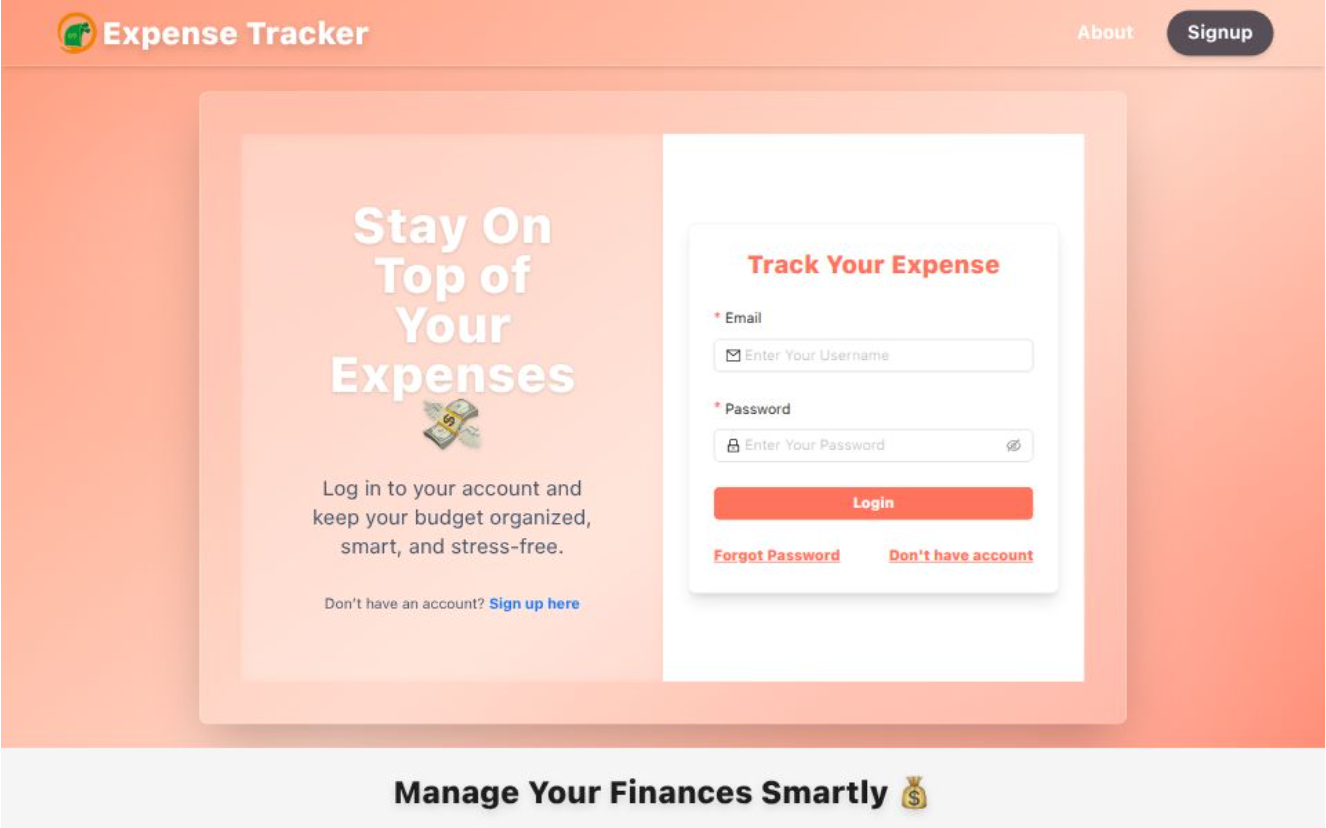 Expense Tracker
About
Signup
Stay On
Top of
Your
Expenses
Log in to your account and
keep your budget organized,
smart, and stress-free.
Don't have an account? Sign up here
Track Your Expense
* Email
Enter Your Username
* Password
Enter Your Password
Login
Forgot Password
Don't have account
Manage Your Finances Smartly 💰